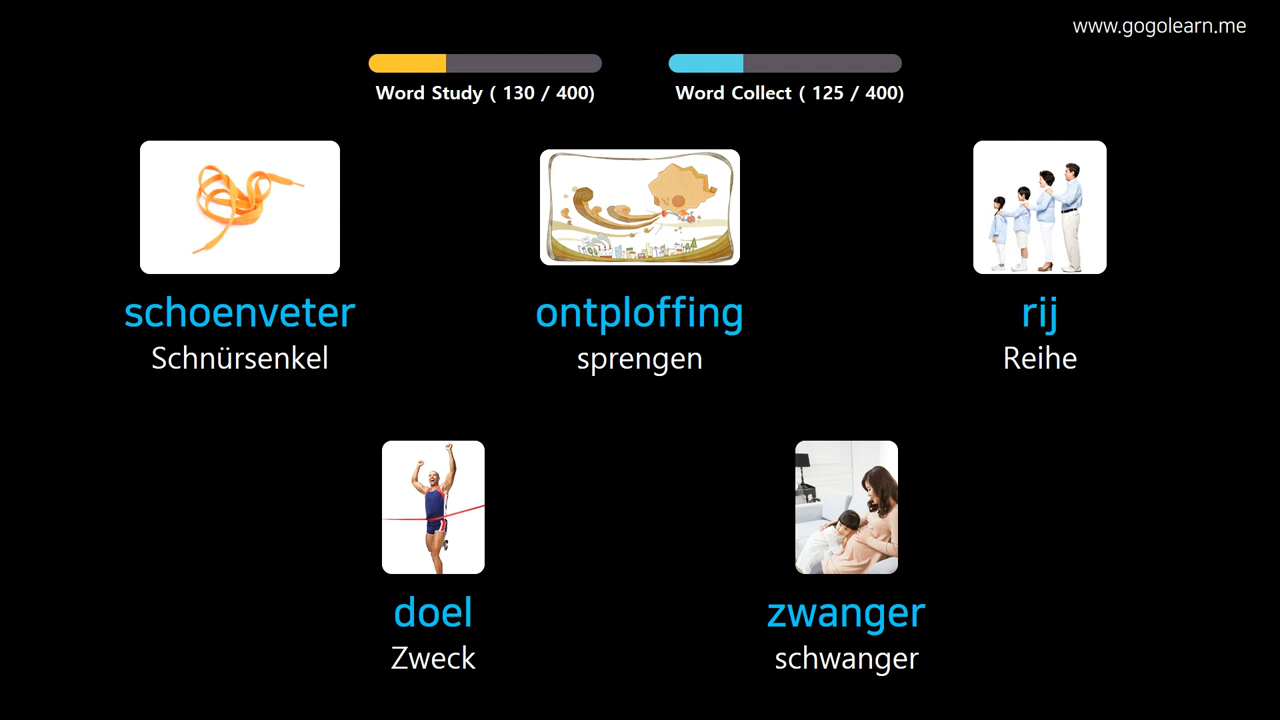 www.gogolearn.me
Word Study ( 130 / 400)
Word Collect ( 125 / 400)
schoenveter
Schnürsenkel
ontploffing
sprengen
rij
Reihe
doel
Zweck
zwanger
schwanger